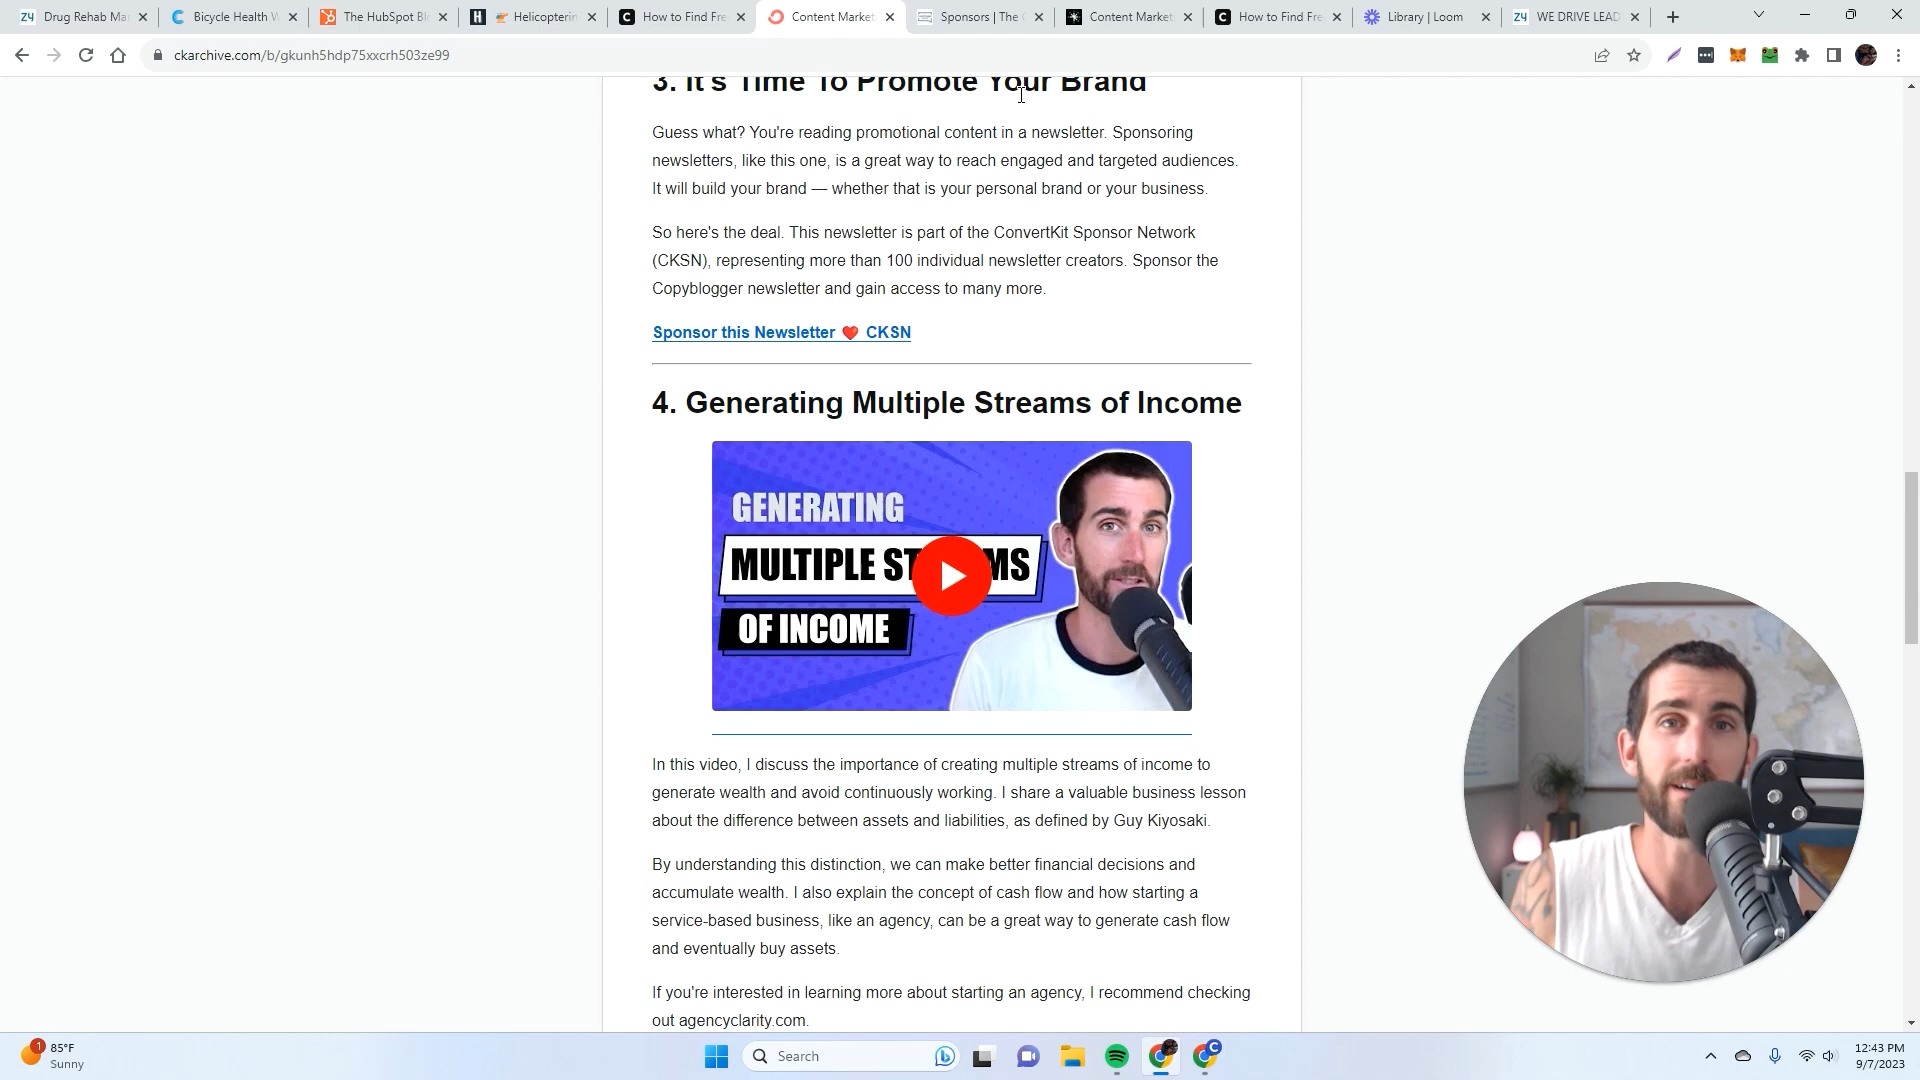 Drug Rehab Mar
Bicycle Health W
The HubSpot Bl
Helicopterin
How to Find Fre
Content Market
Sponsors | The C
Content Market
How to Find Fre
Library | Loom
WE DRIVE LEAD
ckarchive.com/b/gkunh5hdp75xxcrh503ze99
3. It's Time To Promote Your Brand
Guess what? You're reading promotional content in a newsletter. Sponsoring
newsletters, like this one, is a great way to reach engaged and targeted audiences.
It will build your brand — whether that is your personal brand or your business.
So here's the deal. This newsletter is part of the ConvertKit Sponsor Network
(CKSN), representing more than 100 individual newsletter creators. Sponsor the
Copyblogger newsletter and gain access to many more.
Sponsor this Newsletter ❤️ CKSN
4. Generating Multiple Streams of Income
GENERATING
MULTIPLE ST MS
OF INCOME
In this video, I discuss the importance of creating multiple streams of income to
generate wealth and avoid continuously working. I share a valuable business lesson
about the difference between assets and liabilities, as defined by Guy Kiyosaki.
By understanding this distinction, we can make better financial decisions and
accumulate wealth. I also explain the concept of cash flow and how starting a
service-based business, like an agency, can be a great way to generate cash flow
and eventually buy assets.
If you're interested in learning more about starting an agency, I recommend checking
out agencyclarity.com.
1
85°F
Sunny
Search
12:43 PM
9/7/2023